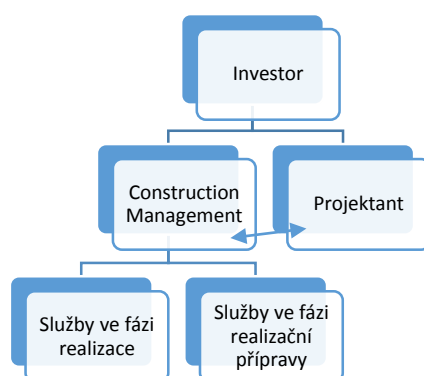 Investor
Construction
Management
Projektant
Služby ve fázi
realizace
Služby ve fázi
realizační
přípravy